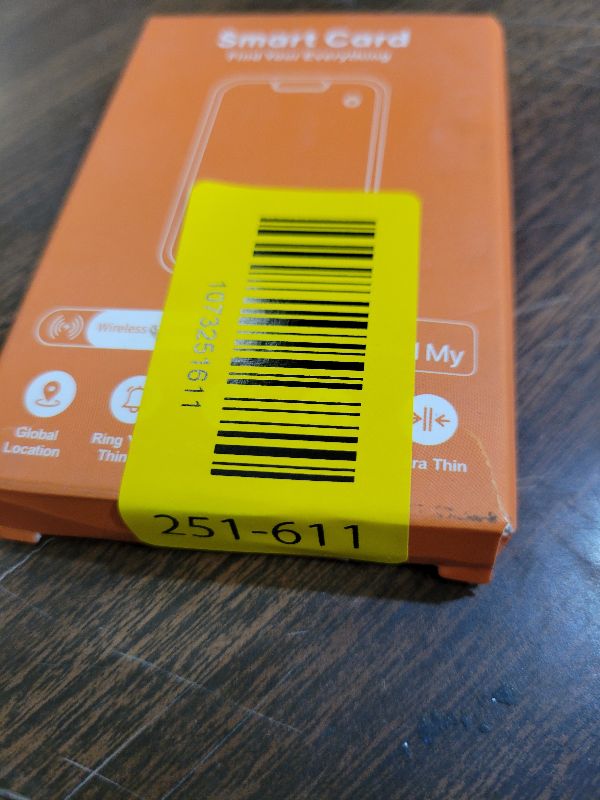 Smart Card
Find Your Everything
Wireless
My
Global
Location
Ring
Thin
ra Thin
1073251611
251-611